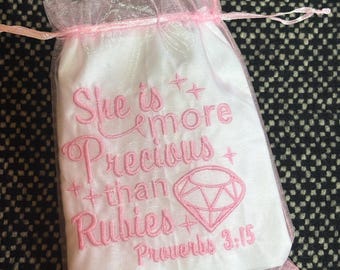 She is
more
Precious
than
Rubies
Proverbs 3:15